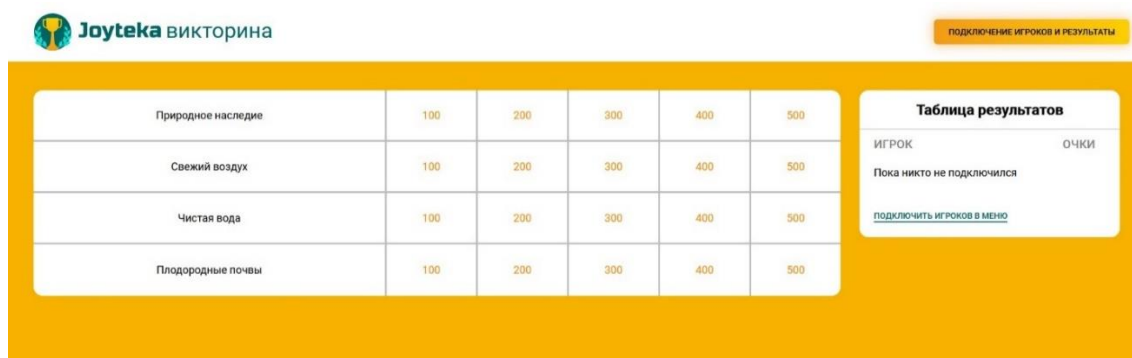 Joyteka викторина
ПОДКЛЮЧЕНИЕ ИГРОКОВ И РЕЗУЛЬТАТЫ
Природное наследие 100 200 300 400 500
Свежий воздух 100 200 300 400 500
Чистая вода 100 200 300 400 500
Плодородные почвы 100 200 300 400 500
Таблица результатов
ИГРОК ОЧКИ
Пока никто не подключился
ПОДКЛЮЧИТЬ ИГРОКОВ В МЕНЮ